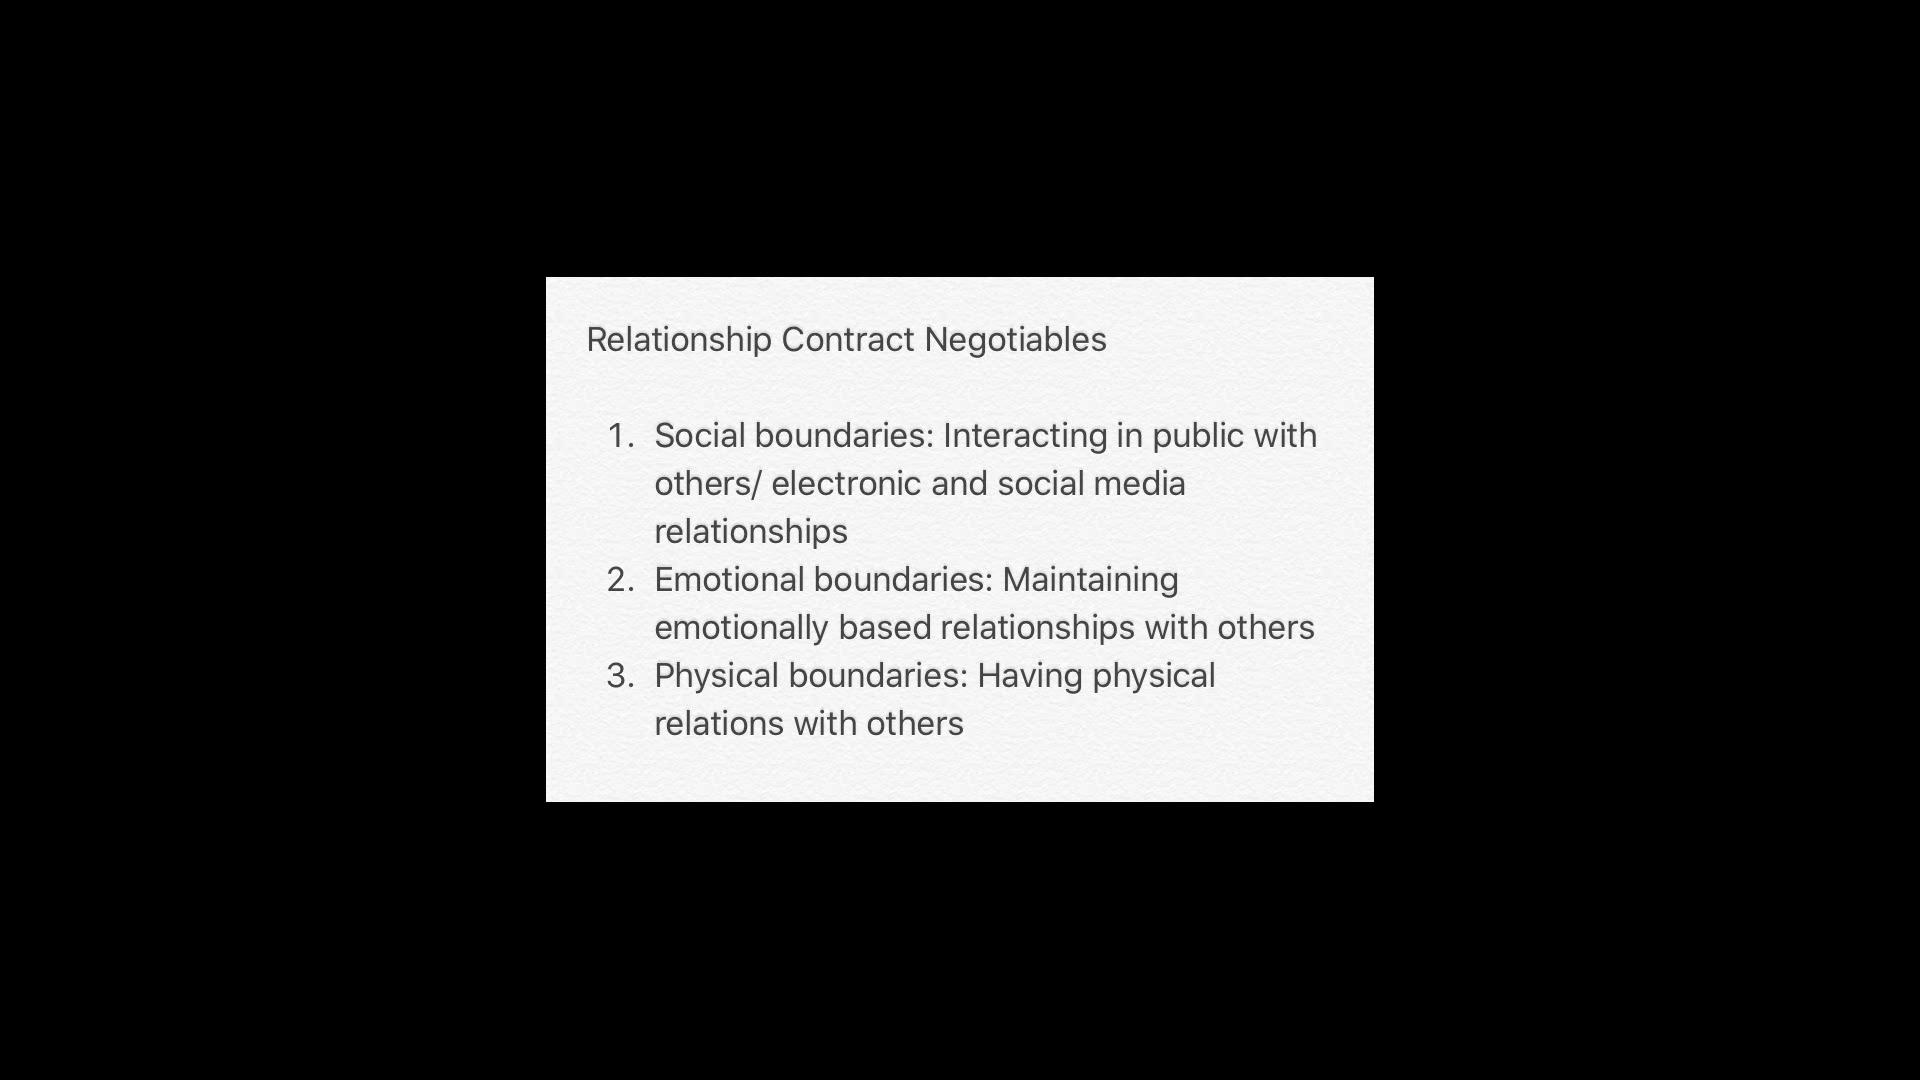 Relationship Contract Negotiables
1. Social boundaries: Interacting in public with
others/ electronic and social media
relationships
2. Emotional boundaries: Maintaining
emotionally based relationships with others
3. Physical boundaries: Having physical
relations with others